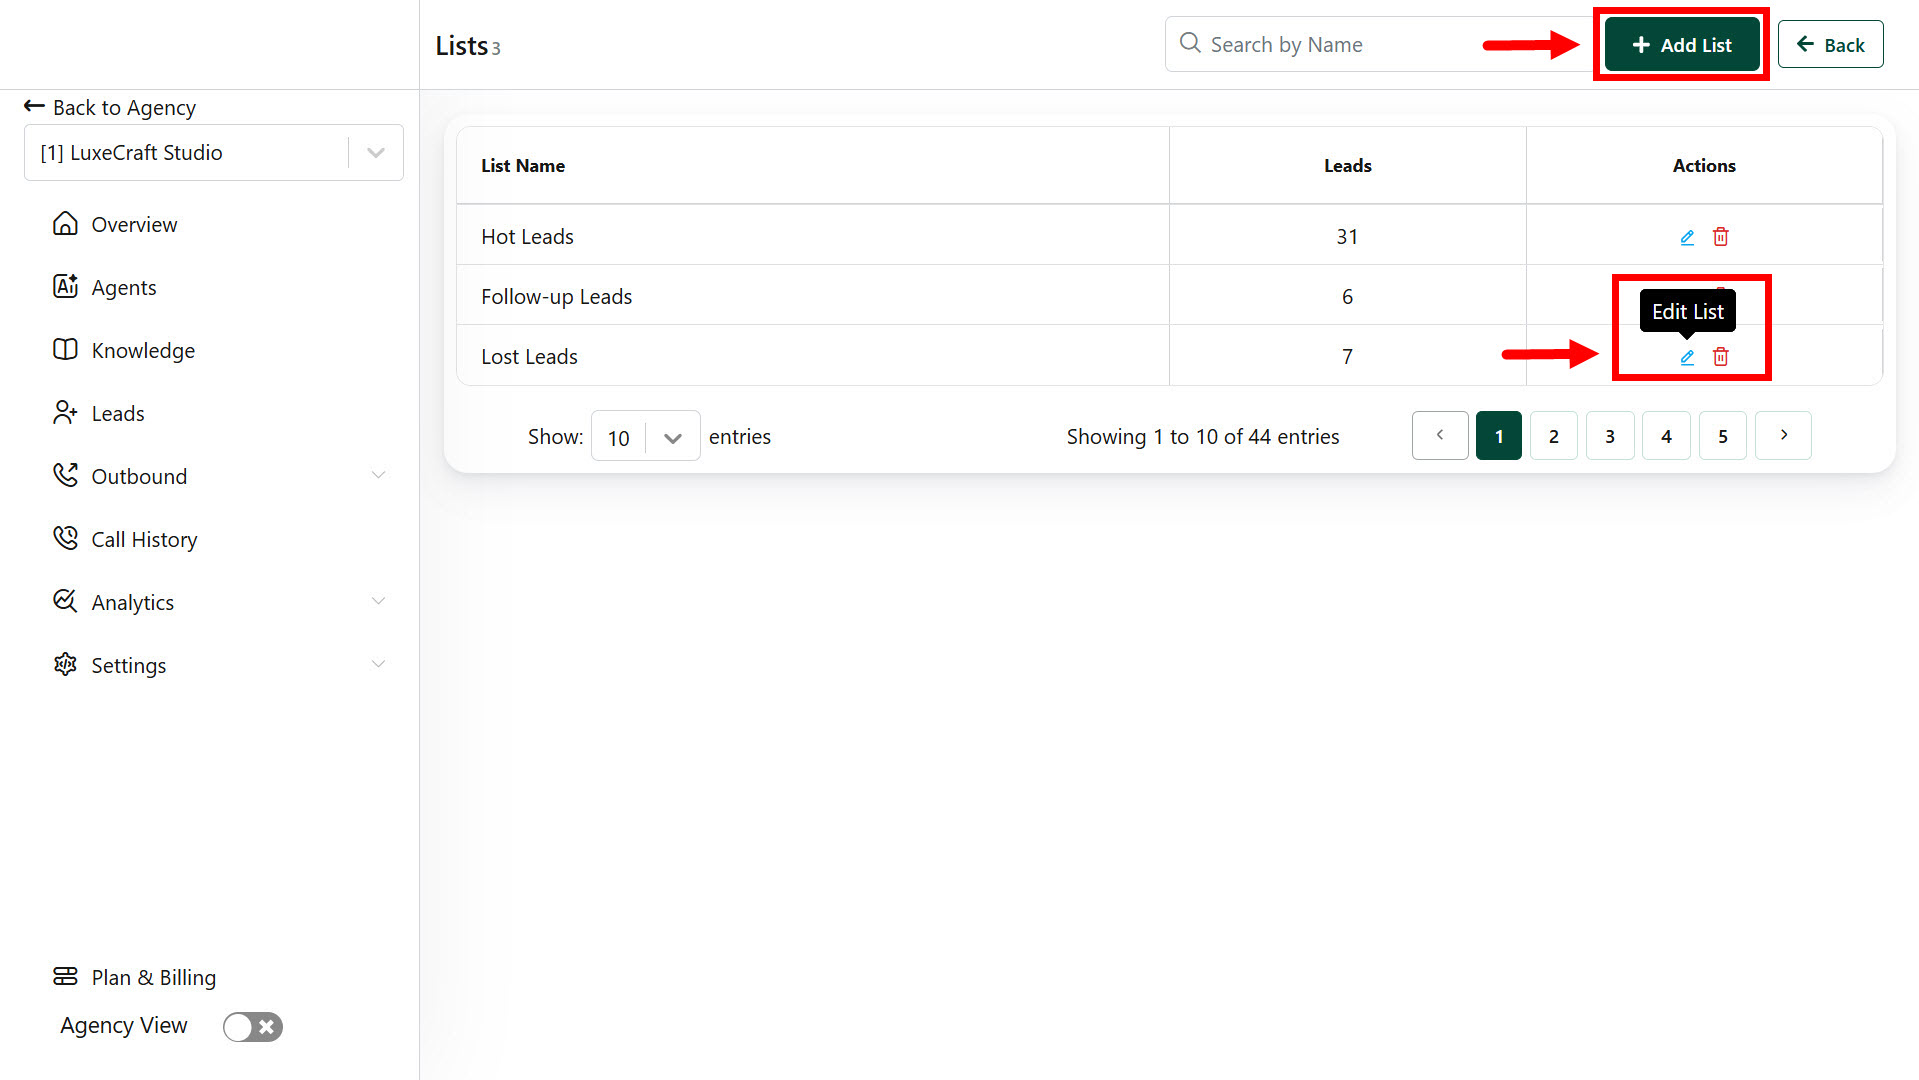 Lists 3
Search by Name
Add List
Back
Back to Agency
[1] LuxeCraft Studio
Overview
Agents
Knowledge
Leads
Outbound
Call History
Analytics
Settings
Plan & Billing
Agency View
List Name Leads Actions
Hot Leads 31
Follow-up Leads 6
Edit List
Lost Leads 7
Show: 10 entries
Showing 1 to 10 of 44 entries
1 2 3 4 5